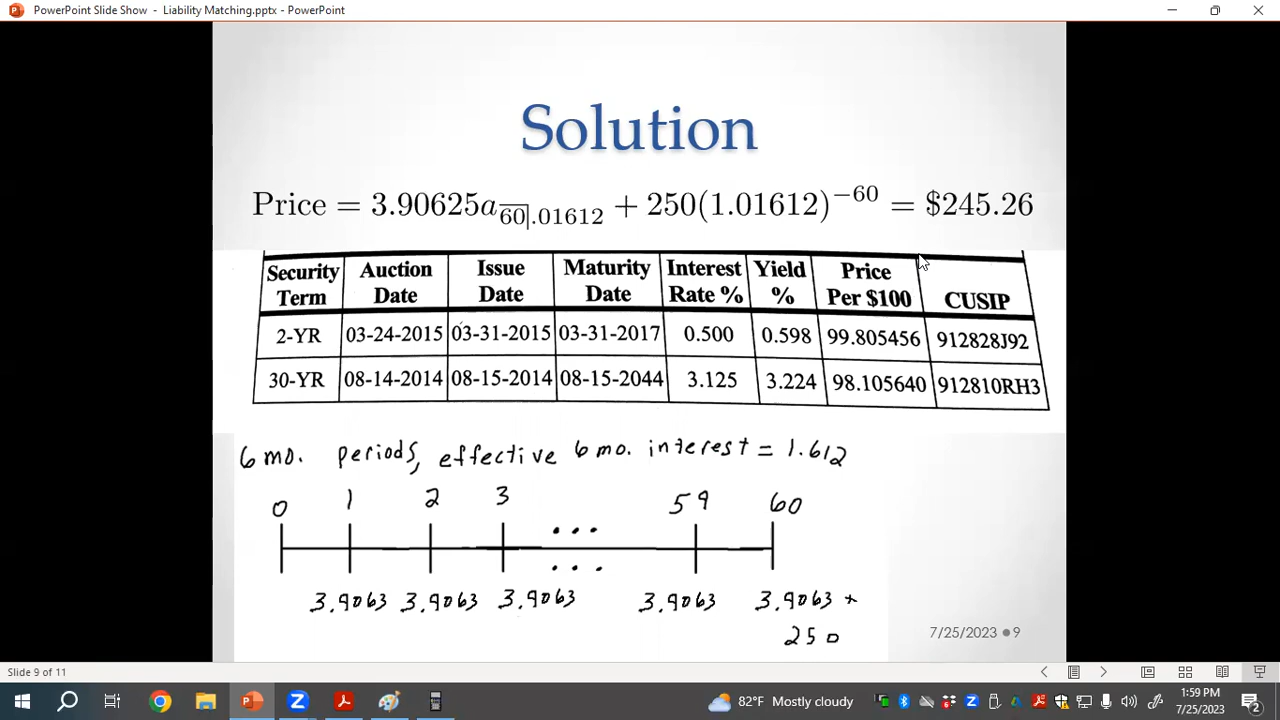 PowerPoint Slide Show - Liability Matching.pptx - PowerPoint
Solution
Price = 3.90625a60|.01612 + 250(1.01612)^−60 = $245.26
Security Term Auction Date Issue Date Maturity Date Interest Rate % Yield % Price Per $100 CUSIP
2-YR 03-24-2015 03-31-2015 03-31-2017 0.500 0.598 99.805456 912828J92
30-YR 08-14-2014 08-15-2014 08-15-2044 3.125 3.224 98.105640 912810RH3
6 mo. periods, effective 6 mo. interest = 1.612
0 1 2 3 ... 59 60
3.9063 3.9063 3.9063 ... 3.9063 3.9063 +
250
7/25/2023 • 9
Slide 9 of 11
82°F Mostly cloudy
1:59 PM
7/25/2023
2